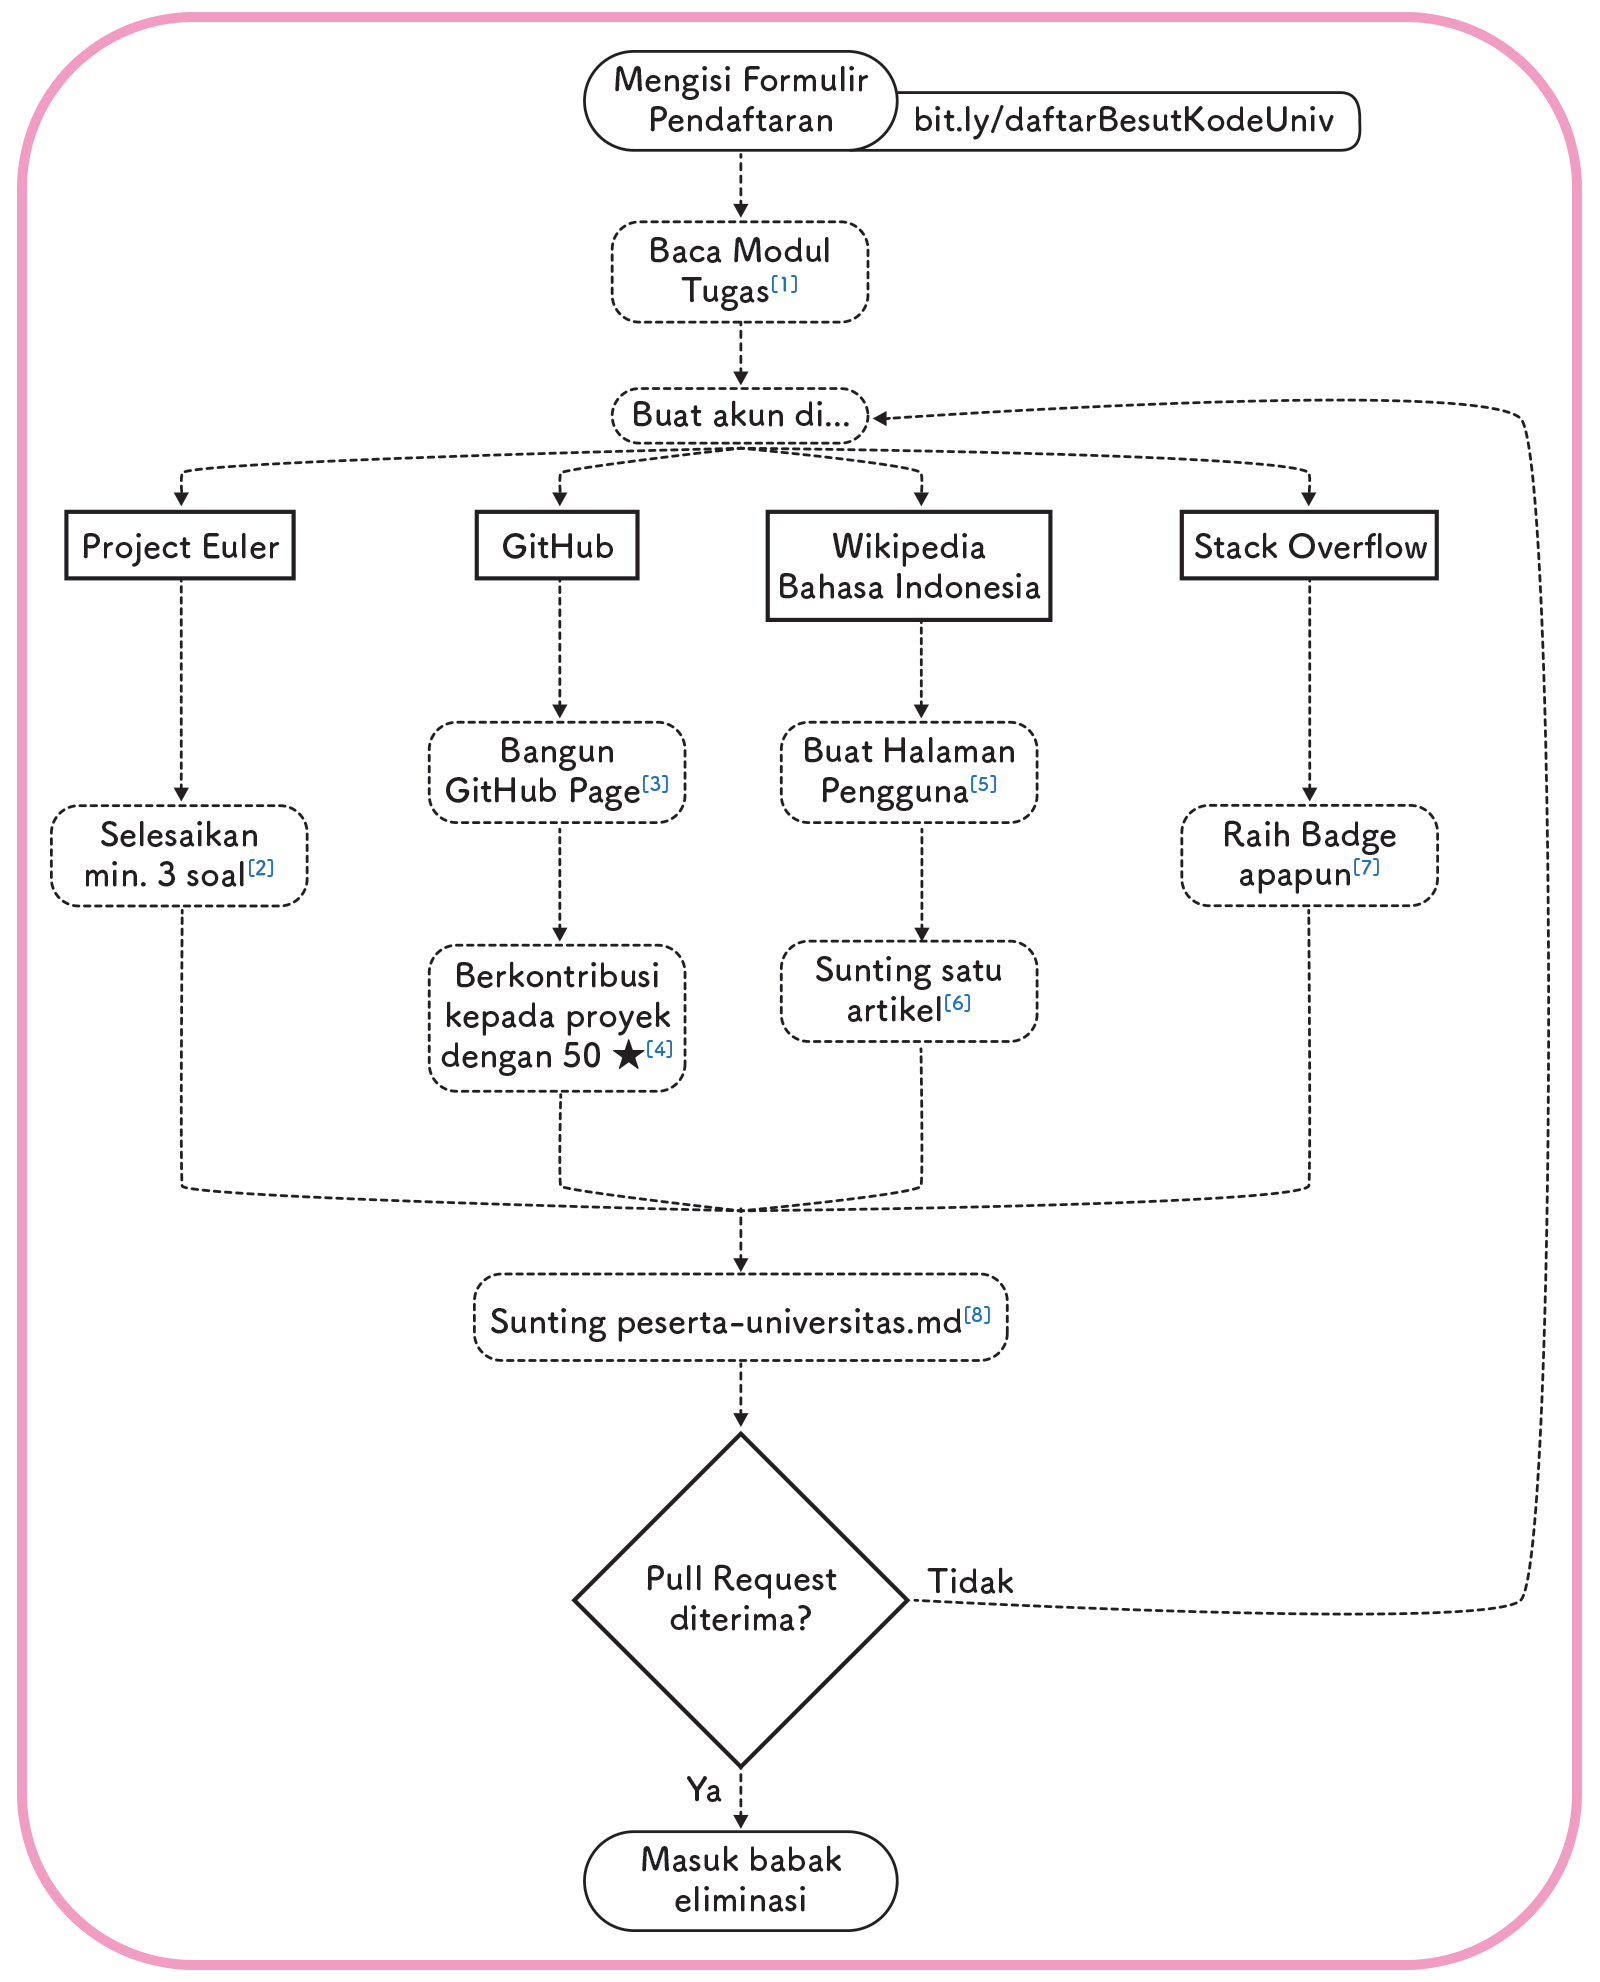 Mengisi Formulir
Pendaftaran
bit.ly/daftarBesutKodeUniv
Baca Modul
Tugas[1]
Buat akun di...
Project Euler
GitHub
Wikipedia
Bahasa Indonesia
Stack Overflow
Selesaikan
min. 3 soal[2]
Bangun
GitHub Page[3]
Berkontribusi
kepada proyek
dengan 50 ★[4]
Buat Halaman
Pengguna[5]
Sunting satu
artikel[6]
Raih Badge
apapun[7]
Sunting peserta-universitas.md[8]
Pull Request
diterima?
Tidak
Ya
Masuk babak
eliminasi